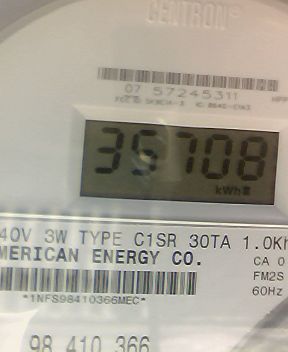 CENTRON®
07 57245311
35708
kWh
40V 3W TYPE C1SR 30TA 1.0Kh
MERICAN ENERGY CO.
CA 0
FM2S
60Hz
*1NFS98410366MEC*
98 410 366